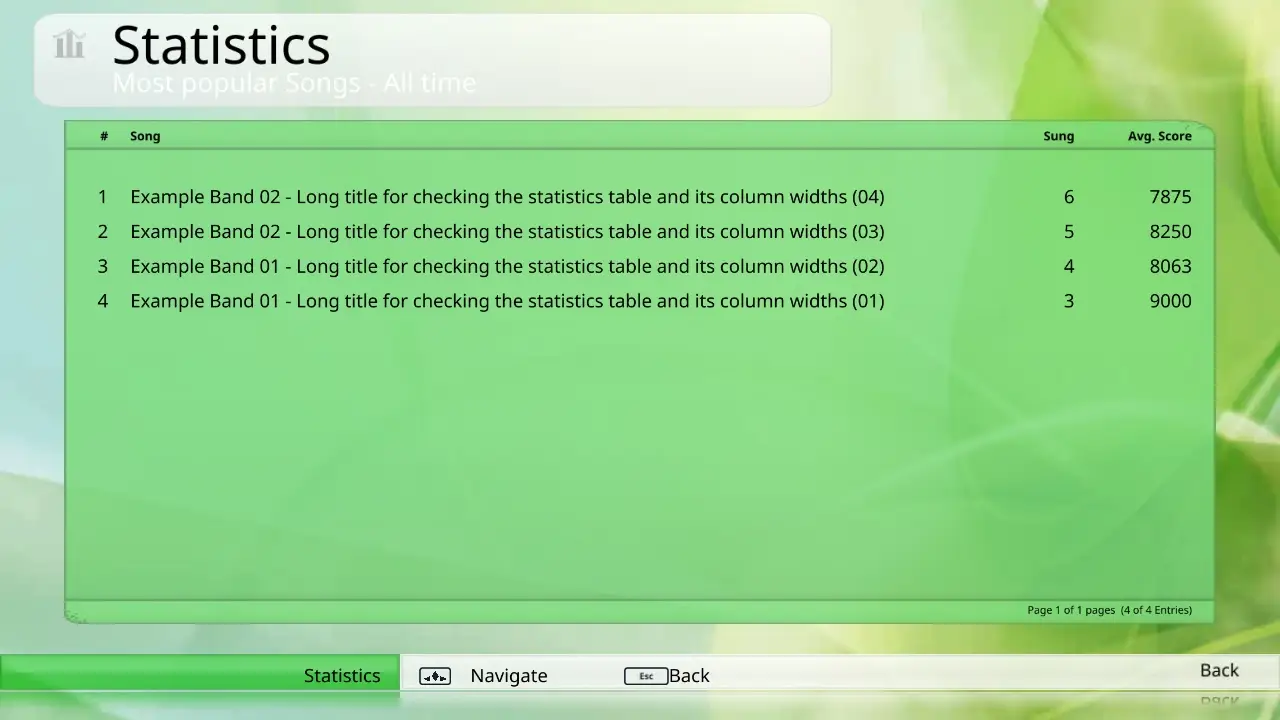 Statistics
Most popular Songs - All time
# Song Sung Avg. Score
1 Example Band 02 - Long title for checking the statistics table and its column widths (04) 6 7875
2 Example Band 02 - Long title for checking the statistics table and its column widths (03) 5 8250
3 Example Band 01 - Long title for checking the statistics table and its column widths (02) 4 8063
4 Example Band 01 - Long title for checking the statistics table and its column widths (01) 3 9000
Page 1 of 1 pages (4 of 4 Entries)
Statistics Navigate Esc Back Back